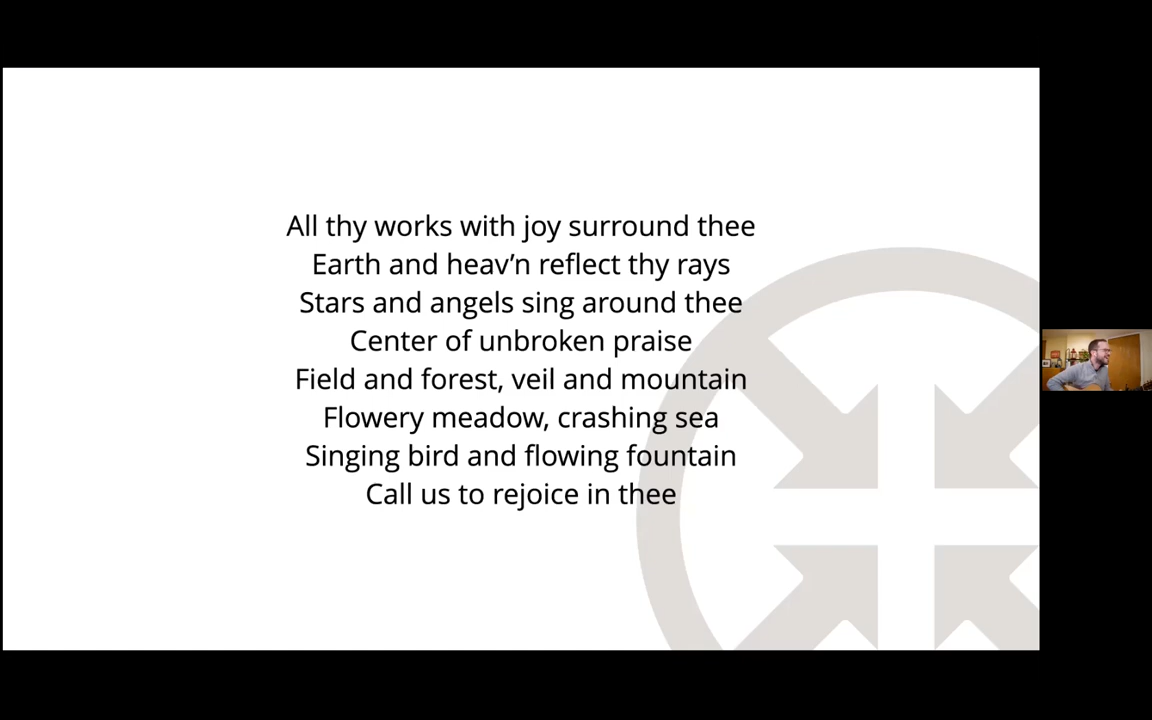 All thy works with joy surround thee
Earth and heav’n reflect thy rays
Stars and angels sing around thee
Center of unbroken praise
Field and forest, veil and mountain
Flowery meadow, crashing sea
Singing bird and flowing fountain
Call us to rejoice in thee